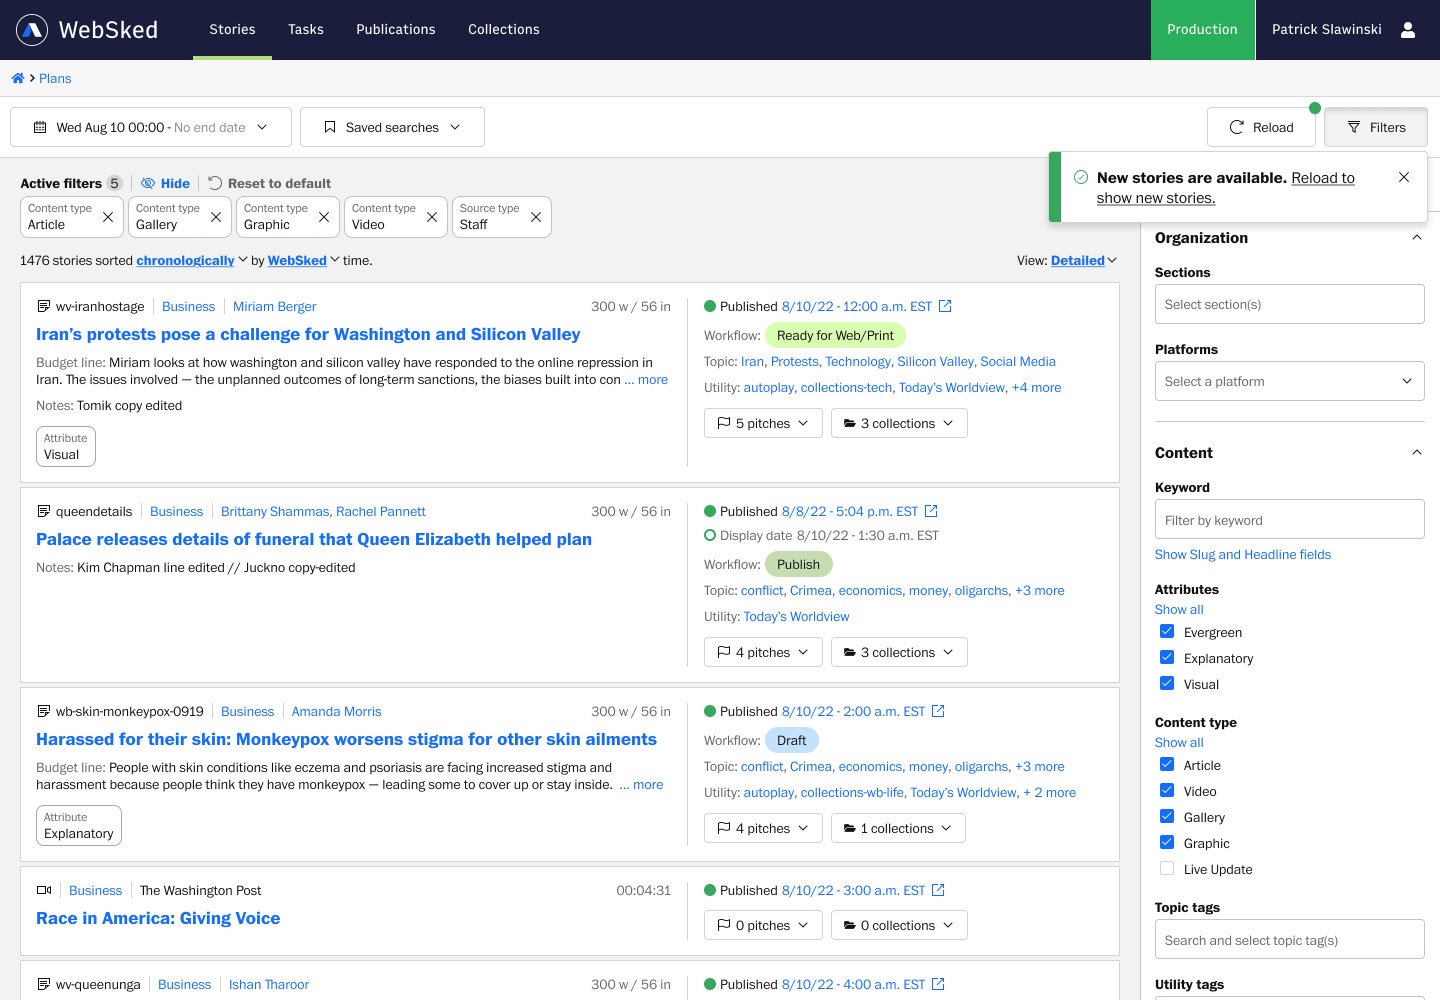 WebSked Stories Tasks Publications Collections Production Patrick Slawinski
Plans
Wed Aug 10 00:00 - No end date Saved searches Reload Filters
New stories are available. Reload to
show new stories.
Active filters 5 Hide Reset to default
Content type Content type Content type Content type Source type
Article Gallery Graphic Video Staff
1476 stories sorted chronologically by WebSked time. View: Detailed
wv-iranhostage Business Miriam Berger 300 w / 56 in
Iran’s protests pose a challenge for Washington and Silicon Valley
Budget line: Miriam looks at how washington and silicon valley have responded to the online repression in
Iran. The issues involved — the unplanned outcomes of long-term sanctions, the biases built into con ... more
Notes: Tomik copy edited
Attribute
Visual
Published 8/10/22 - 12:00 a.m. EST
Workflow: Ready for Web/Print
Topic: Iran, Protests, Technology, Silicon Valley, Social Media
Utility: autoplay, collections-tech, Today’s Worldview, +4 more
5 pitches 3 collections
queendetails Business Brittany Shammas, Rachel Pannett 300 w / 56 in
Palace releases details of funeral that Queen Elizabeth helped plan
Notes: Kim Chapman line edited // Juckno copy-edited
Published 8/8/22 - 5:04 p.m. EST
Display date 8/10/22 - 1:30 a.m. EST
Workflow: Publish
Topic: conflict, Crimea, economics, money, oligarchs, +3 more
Utility: Today’s Worldview
4 pitches 3 collections
wb-skin-monkeypox-0919 Business Amanda Morris 300 w / 56 in
Harassed for their skin: Monkeypox worsens stigma for other skin ailments
Budget line: People with skin conditions like eczema and psoriasis are facing increased stigma and
harassment because people think they have monkeypox — leading some to cover up or stay inside. ... more
Attribute
Explanatory
Published 8/10/22 - 2:00 a.m. EST
Workflow: Draft
Topic: conflict, Crimea, economics, money, oligarchs, +3 more
Utility: autoplay, collections-wb-life, Today’s Worldview, + 2 more
4 pitches 1 collections
Business The Washington Post 00:04:31
Race in America: Giving Voice
Published 8/10/22 - 3:00 a.m. EST
0 pitches 0 collections
wv-queenunga Business Ishan Tharoor 300 w / 56 in
Published 8/10/22 - 4:00 a.m. EST
Organization
Sections
Select section(s)
Platforms
Select a platform
Content
Keyword
Filter by keyword
Show Slug and Headline fields
Attributes
Show all
Evergreen
Explanatory
Visual
Content type
Show all
Article
Video
Gallery
Graphic
Live Update
Topic tags
Search and select topic tag(s)
Utility tags